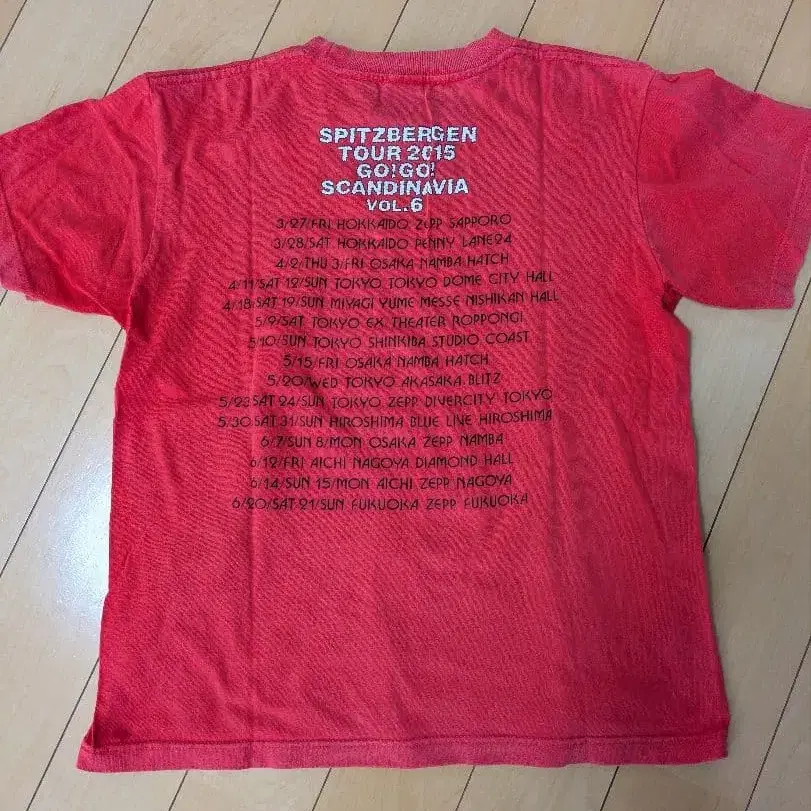 SPITZBERGEN
TOUR 2015
GO!GO!
SCANDINAVIA
VOL.6
3/27/FRI HOKKAIDO ZEPP SAPPORO
3/28/SAT HOKKAIDO PENNY LANE24
4/2/THU 3/FRI OSAKA NAMBA HATCH
4/11/SAT 12/SUN TOKYO TOKYO DOME CITY HALL
4/18/SAT 19/SUN MIYAGI YUME MESSE NISHIKAN HALL
5/9/SAT TOKYO EX THEATER ROPPONGI
5/10/SUN TOKYO SHINKIBA STUDIO COAST
5/15/FRI OSAKA NAMBA HATCH
5/20/WED TOKYO AKASAKA BLITZ
5/23/SAT 24/SUN TOKYO ZEPP DIVERCITY TOKYO
5/30/SAT 31/SUN HIROSHIMA BLUE LIVE HIROSHIMA
6/7/SUN 8/MON OSAKA ZEPP NAMBA
6/12/FRI AICHI NAGOYA DIAMOND HALL
6/14/SUN 15/MON AICHI ZEPP NAGOYA
6/20/SAT 21/SUN FUKUOKA ZEPP FUKUOKA